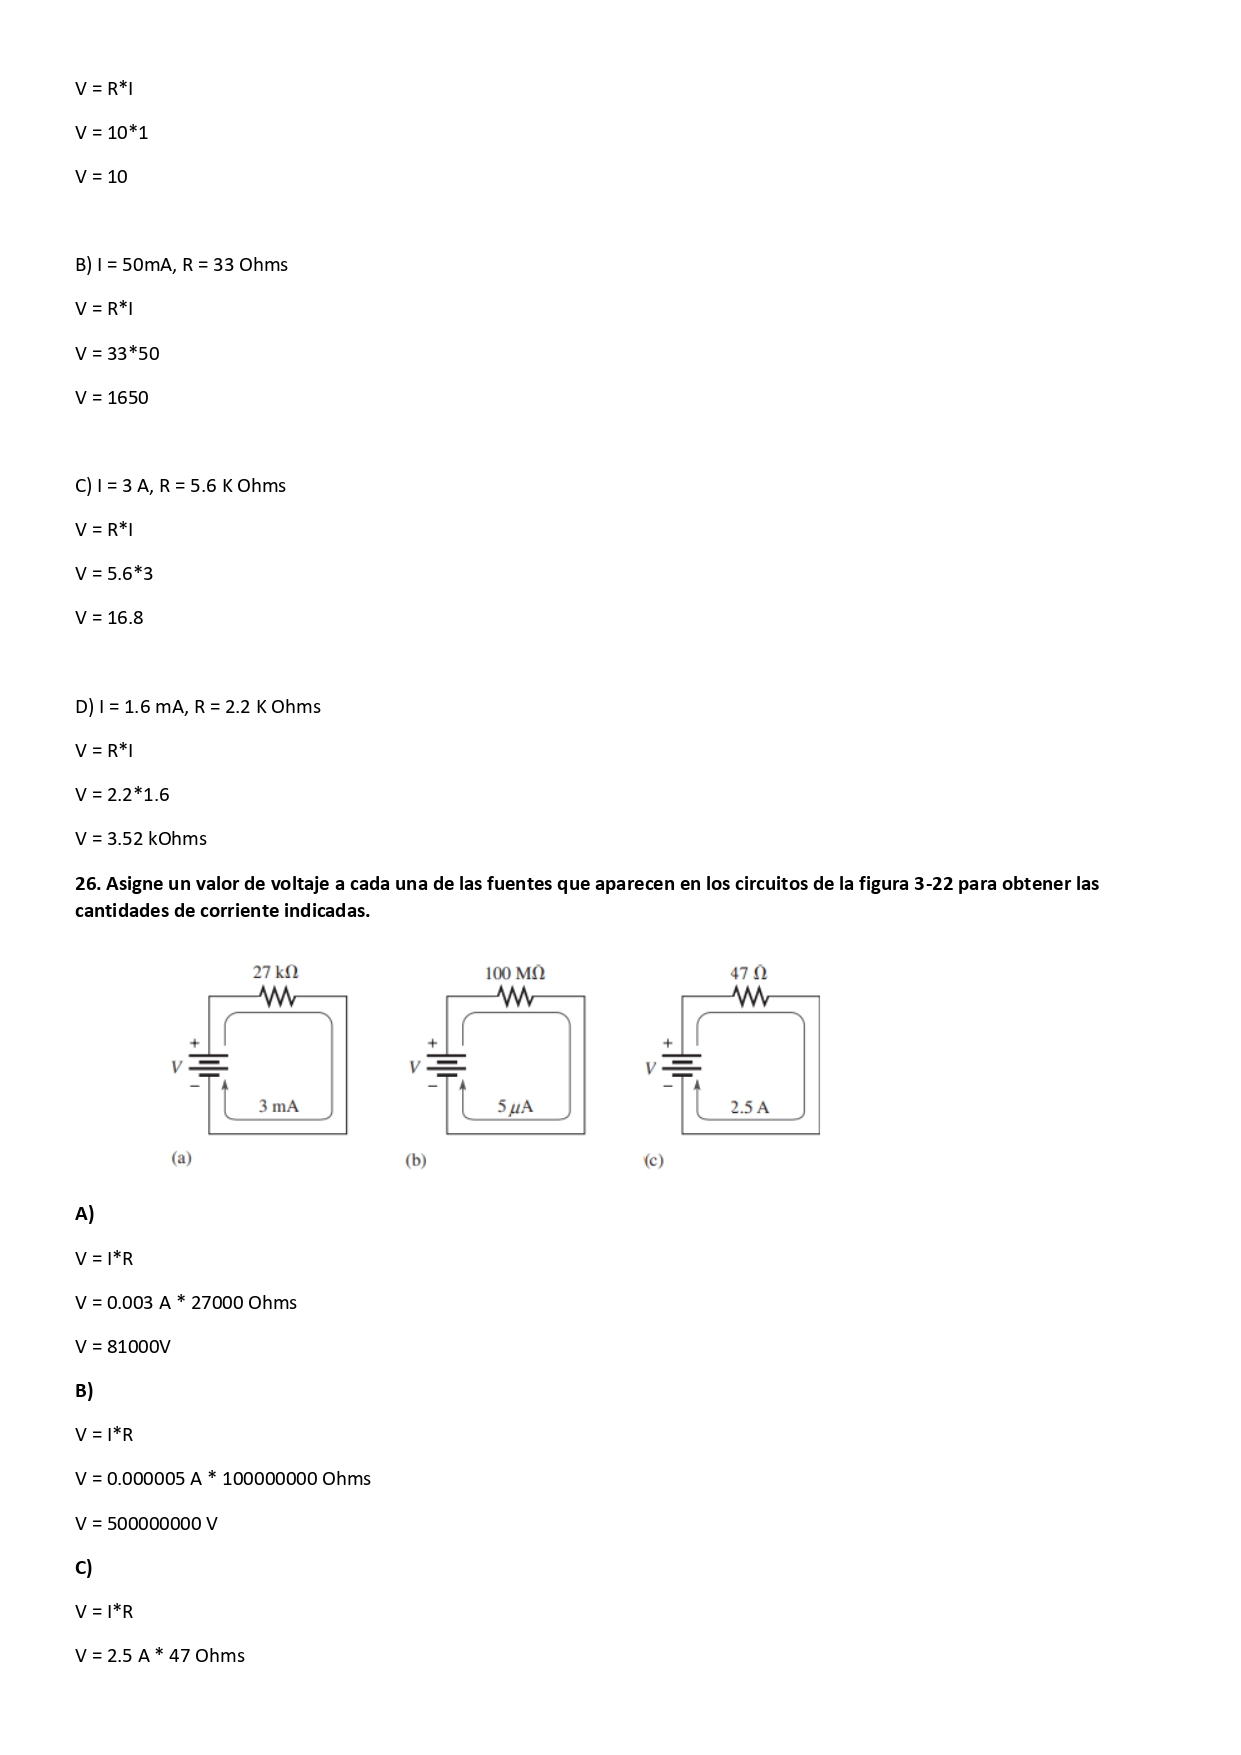 V = R*I
V = 10*1
V = 10
B) I = 50mA, R = 33 Ohms
V = R*I
V = 33*50
V = 1650
C) I = 3 A, R = 5.6 K Ohms
V = R*I
V = 5.6*3
V = 16.8
D) I = 1.6 mA, R = 2.2 K Ohms
V = R*I
V = 2.2*1.6
V = 3.52 kOhms
26. Asigne un valor de voltaje a cada una de las fuentes que aparecen en los circuitos de la figura 3-22 para obtener las
cantidades de corriente indicadas.
27 kΩ 100 MΩ 47 Ω
+ + +
V V V
− − −
3 mA 5 μA 2.5 A
(a) (b) (c)
A)
V = I*R
V = 0.003 A * 27000 Ohms
V = 81000V
B)
V = I*R
V = 0.000005 A * 100000000 Ohms
V = 500000000 V
C)
V = I*R
V = 2.5 A * 47 Ohms